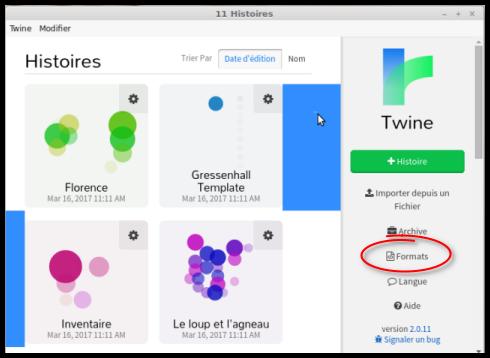 11 Histoires
Twine Modifier
Histoires
Trier Par Date d'édition Nom
Florence
Mar 16, 2017 11:11 AM
Gressenhall
Template
Mar 16, 2017 11:11 AM
Inventaire
Mar 16, 2017 11:11 AM
Le loup et l'agneau
Mar 16, 2017 11:11 AM
Twine
+ Histoire
Importer depuis un
Fichier
Archive
Formats
Langue
Aide
version 2.0.11
Signaler un bug